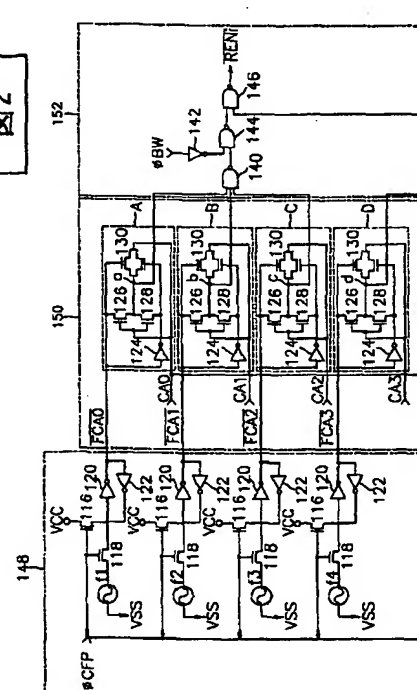 图2
148
150
152
øCFP
VCC
116
118
f1
VSS
120
122
FCA0
CA0
124
126
128
130
a
A
VCC
116
118
f2
VSS
120
122
FCA1
CA1
124
126
128
130
b
B
VCC
116
118
f3
VSS
120
122
FCA2
CA2
124
126
128
130
c
C
VCC
116
118
f4
VSS
120
122
FCA3
CA3
124
126
128
130
d
D
øBW
142
140
144
146
RENi